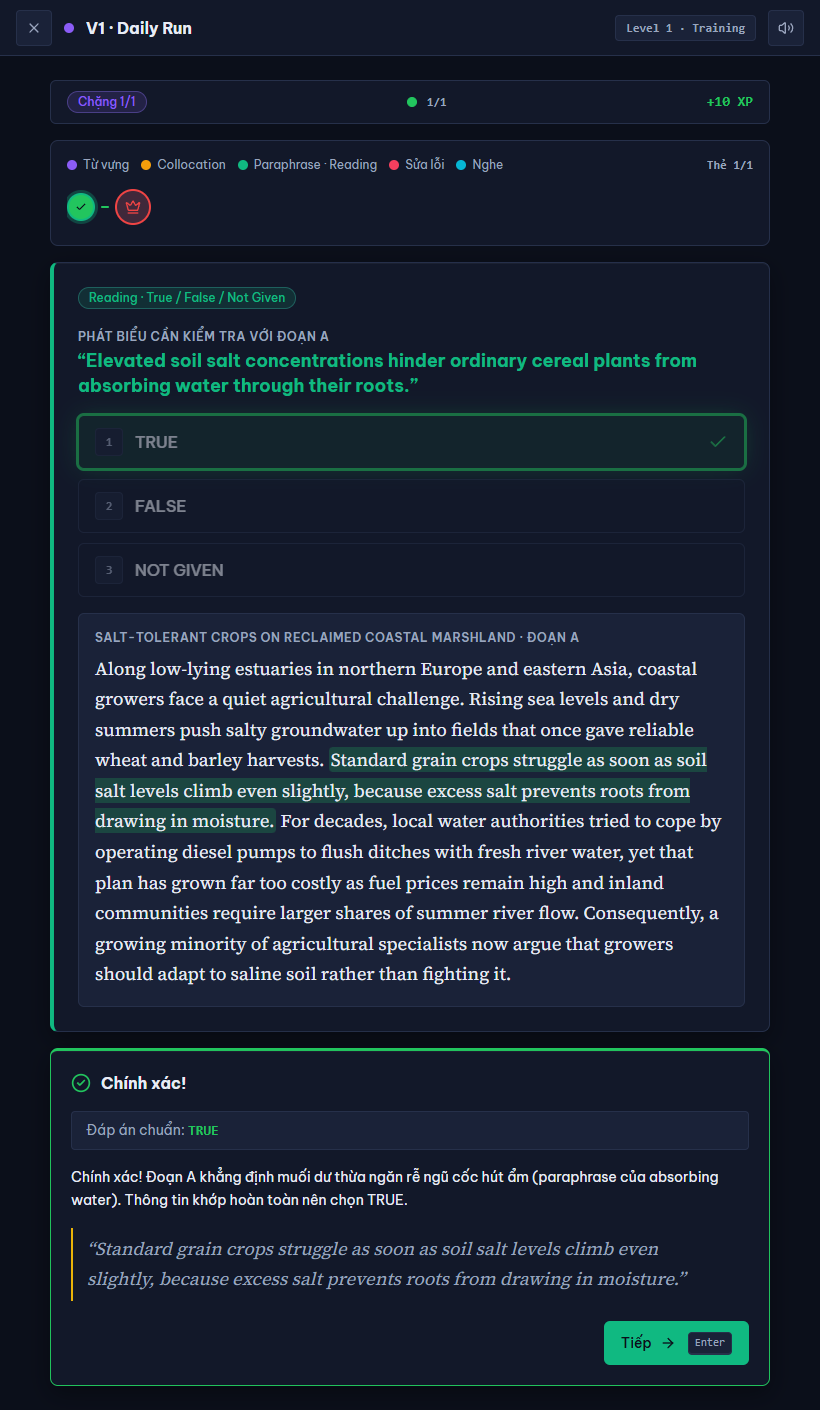 V1 · Daily Run
Level 1 · Training
Chặng 1/1
1/1
+10 XP
Từ vựng
Collocation
Paraphrase · Reading
Sửa lỗi
Nghe
Thẻ 1/1
Reading · True / False / Not Given
PHÁT BIỂU CẦN KIỂM TRA VỚI ĐOẠN A
“Elevated soil salt concentrations hinder ordinary cereal plants from
absorbing water through their roots.”
1 TRUE
2 FALSE
3 NOT GIVEN
SALT-TOLERANT CROPS ON RECLAIMED COASTAL MARSHLAND · ĐOẠN A
Along low-lying estuaries in northern Europe and eastern Asia, coastal
growers face a quiet agricultural challenge. Rising sea levels and dry
summers push salty groundwater up into fields that once gave reliable
wheat and barley harvests. Standard grain crops struggle as soon as soil
salt levels climb even slightly, because excess salt prevents roots from
drawing in moisture. For decades, local water authorities tried to cope by
operating diesel pumps to flush ditches with fresh river water, yet that
plan has grown far too costly as fuel prices remain high and inland
communities require larger shares of summer river flow. Consequently, a
growing minority of agricultural specialists now argue that growers
should adapt to saline soil rather than fighting it.
Chính xác!
Đáp án chuẩn: TRUE
Chính xác! Đoạn A khẳng định muối dư thừa ngăn rễ ngũ cốc hút ẩm (paraphrase của absorbing
water). Thông tin khớp hoàn toàn nên chọn TRUE.
“Standard grain crops struggle as soon as soil salt levels climb even
slightly, because excess salt prevents roots from drawing in moisture.”
Tiếp → Enter